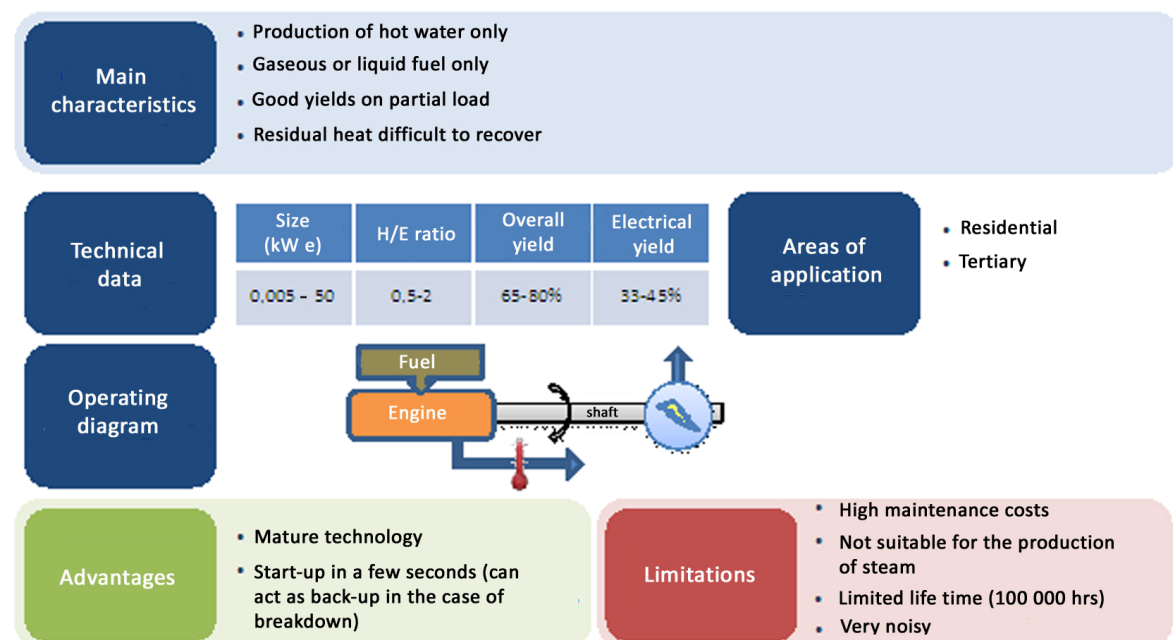 Main
characteristics
• Production of hot water only
• Gaseous or liquid fuel only
• Good yields on partial load
• Residual heat difficult to recover
Technical
data
Size
(kW e)
H/E ratio
Overall
yield
Electrical
yield
0,005 – 50
0,5-2
65-80%
33-45%
Areas of
application
• Residential
• Tertiary
Operating
diagram
Fuel
Engine
shaft
Advantages
• Mature technology
• Start-up in a few seconds (can
act as back-up in the case of
breakdown)
Limitations
• High maintenance costs
• Not suitable for the production
of steam
• Limited life time (100 000 hrs)
• Very noisy